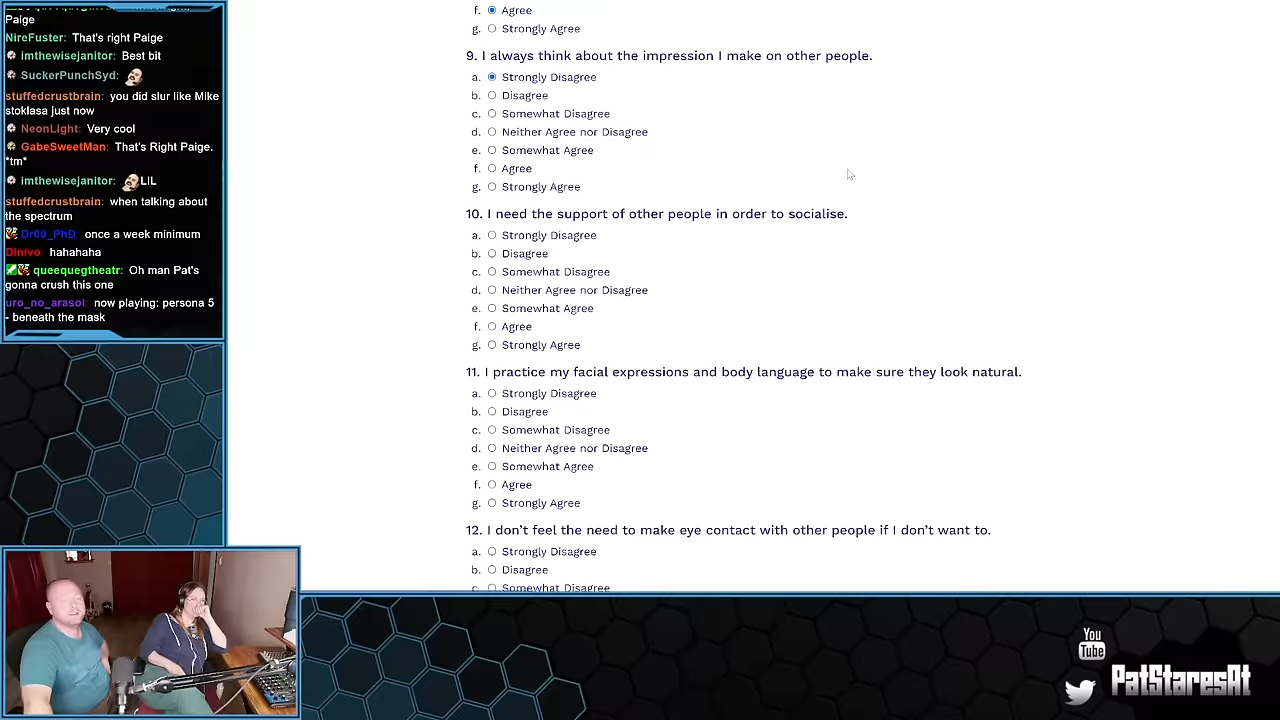 Paige
NireFuster: That's right Paige
imthewisejanitor: Best bit
SuckerPunchSyd:
stuffedcrustbrain: you did slur like Mike
stoklasa just now
NeonLight: Very cool
GabeSweetMan: That's Right Paige.
*tm*
imthewisejanitor: LIL
stuffedcrustbrain: when talking about
the spectrum
Dr00_PhD once a week minimum
Dinivo hahahaha
queequegtheatr: Oh man Pat's
gonna crush this one
uro_no_arasol: now playing: persona 5
- beneath the mask
f. Agree
g. Strongly Agree
9. I always think about the impression I make on other people.
a. Strongly Disagree
b. Disagree
c. Somewhat Disagree
d. Neither Agree nor Disagree
e. Somewhat Agree
f. Agree
g. Strongly Agree
10. I need the support of other people in order to socialise.
a. Strongly Disagree
b. Disagree
c. Somewhat Disagree
d. Neither Agree nor Disagree
e. Somewhat Agree
f. Agree
g. Strongly Agree
11. I practice my facial expressions and body language to make sure they look natural.
a. Strongly Disagree
b. Disagree
c. Somewhat Disagree
d. Neither Agree nor Disagree
e. Somewhat Agree
f. Agree
g. Strongly Agree
12. I don't feel the need to make eye contact with other people if I don't want to.
a. Strongly Disagree
b. Disagree
c. Somewhat Disagree
You
Tube
PatStaresAt